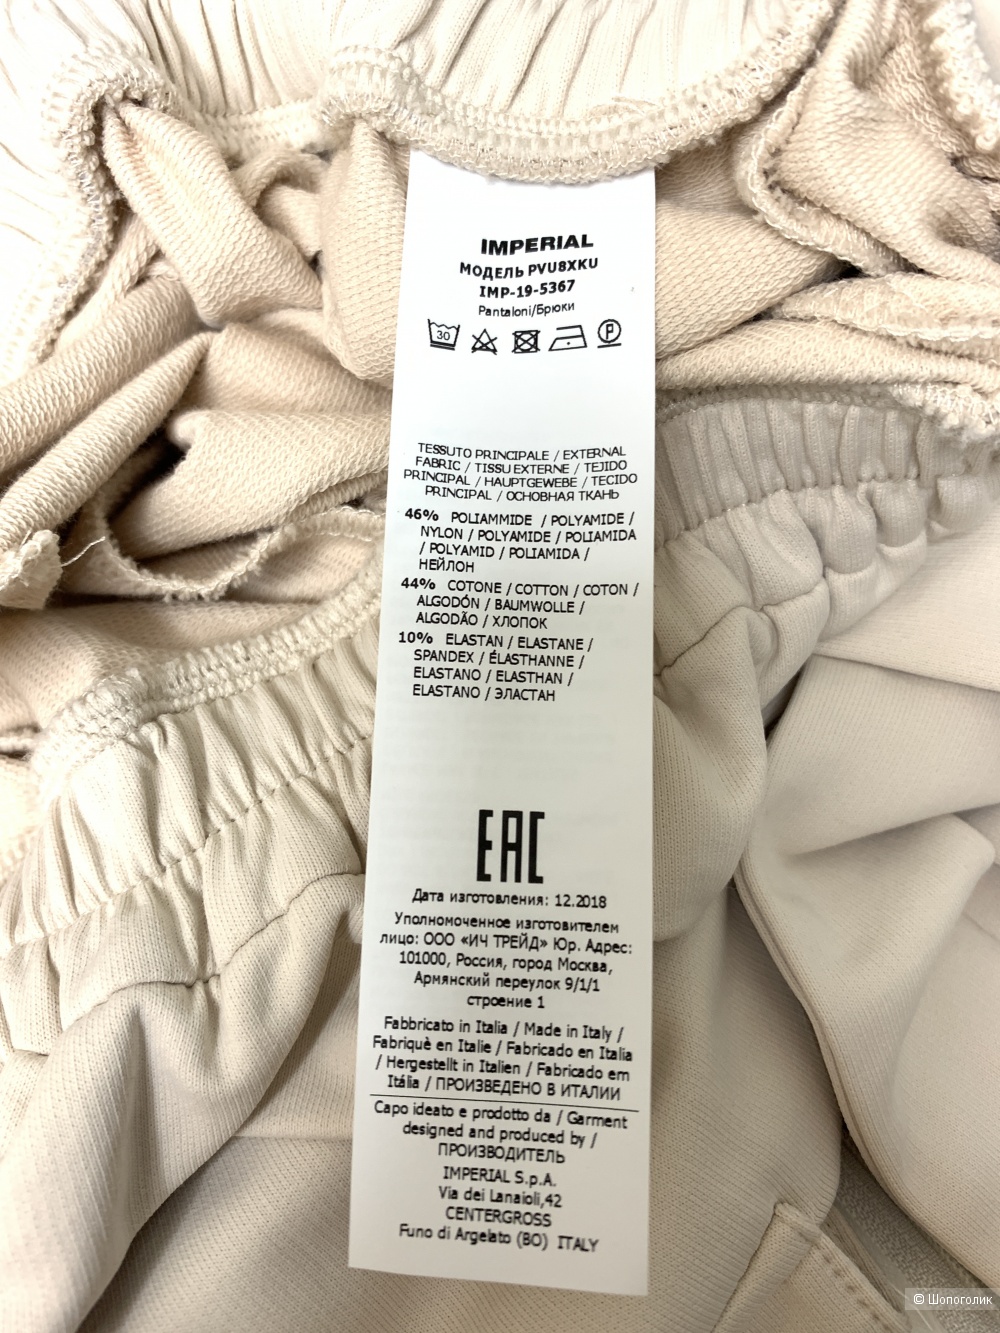 IMPERIAL
МОДЕЛЬ PVU8XKU
IMP-19-5367
Pantaloni/Брюки
30
P
TESSUTO PRINCIPALE / EXTERNAL
FABRIC / TISSU EXTERNE / TEJIDO
PRINCIPAL / HAUPTGEWEBE / TECIDO
PRINCIPAL / ОСНОВНАЯ ТКАНЬ
46% POLIAMMIDE / POLYAMIDE /
NYLON / POLYAMIDE / POLIAMIDA
/ POLYAMID / POLIAMIDA /
НЕЙЛОН
44% COTONE / COTTON / COTON /
ALGODÓN / BAUMWOLLE /
ALGODÃO / ХЛОПОК
10% ELASTAN / ELASTANE /
SPANDEX / ÉLASTHANNE /
ELASTANO / ELASTHAN /
ELASTANO / ЭЛАСТАН
EAC
Дата изготовления: 12.2018
Уполномоченное изготовителем
лицо: ООО «ИЧ ТРЕЙД» Юр. Адрес:
101000, Россия, город Москва,
Армянский переулок 9/1/1
строение 1
Fabbricato in Italia / Made in Italy /
Fabriquè en Italie / Fabricado en Italia
/ Hergestellt in Italien / Fabricado em
Itália / ПРОИЗВЕДЕНО В ИТАЛИИ
Capo ideato e prodotto da / Garment
designed and produced by /
ПРОИЗВОДИТЕЛЬ
IMPERIAL S.p.A.
Via dei Lanaioli,42
CENTERGROSS
Funo di Argelato (BO) ITALY
© Шопоголик